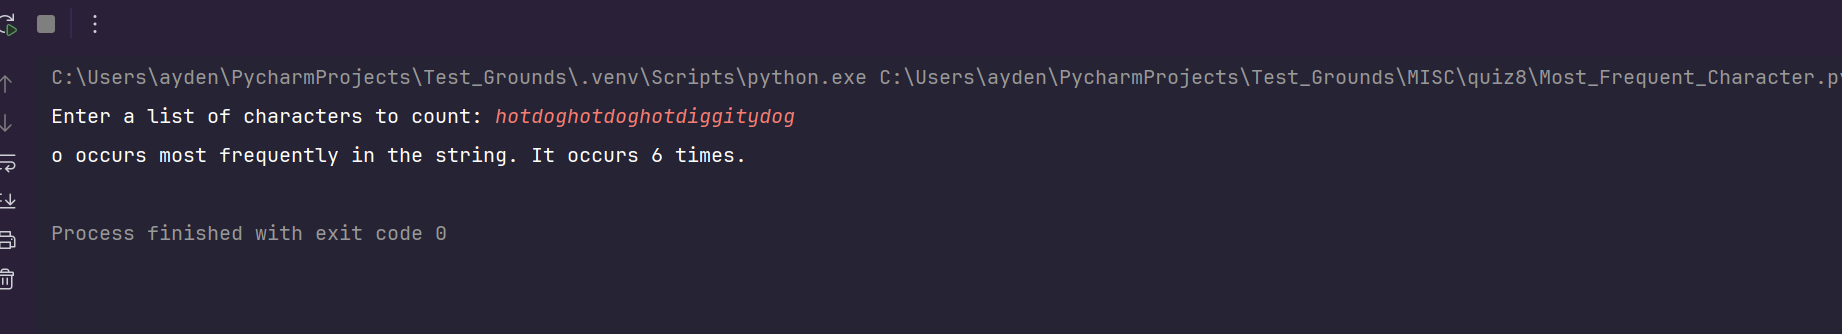 C:\Users\ayden\PycharmProjects\Test_Grounds\.venv\Scripts\python.exe C:\Users\ayden\PycharmProjects\Test_Grounds\MISC\quiz8\Most_Frequent_Character.py
Enter a list of characters to count: hotdoghotdoghotdiggitydog
o occurs most frequently in the string. It occurs 6 times.
Process finished with exit code 0